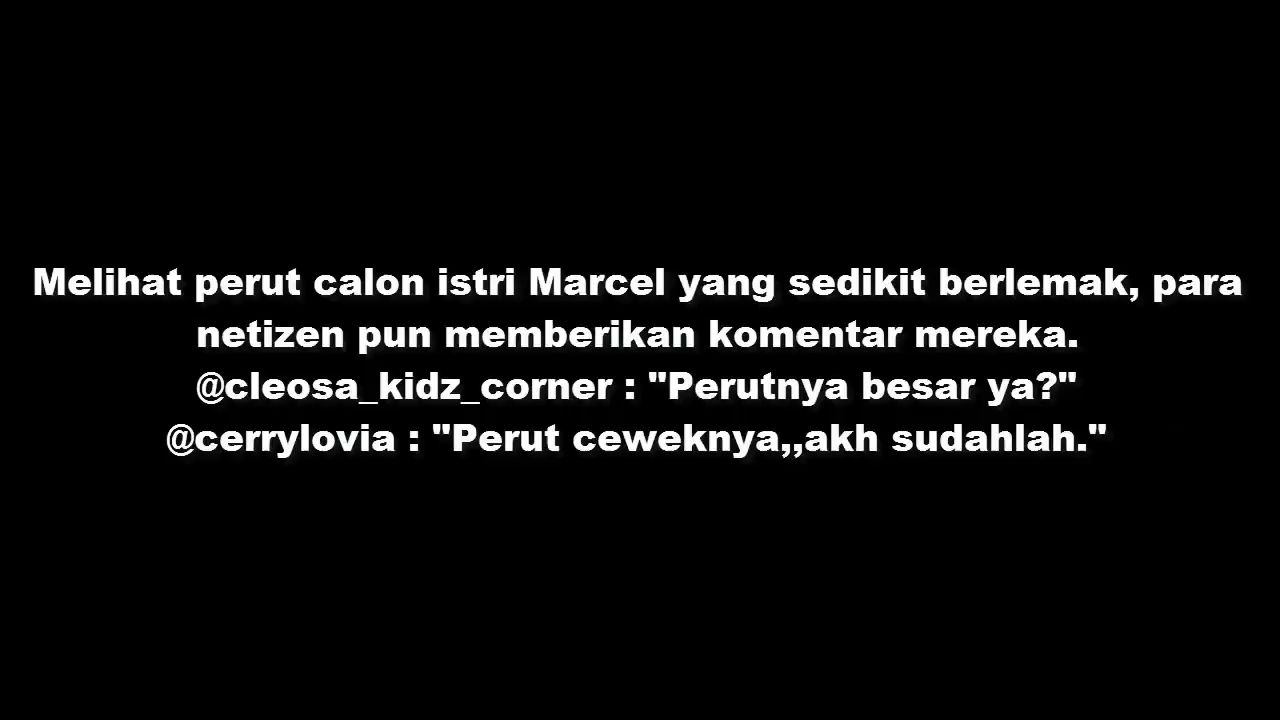 Melihat perut calon istri Marcel yang sedikit berlemak, para
netizen pun memberikan komentar mereka.
@cleosa_kidz_corner : "Perutnya besar ya?"
@cerrylovia : "Perut ceweknya,,akh sudahlah."